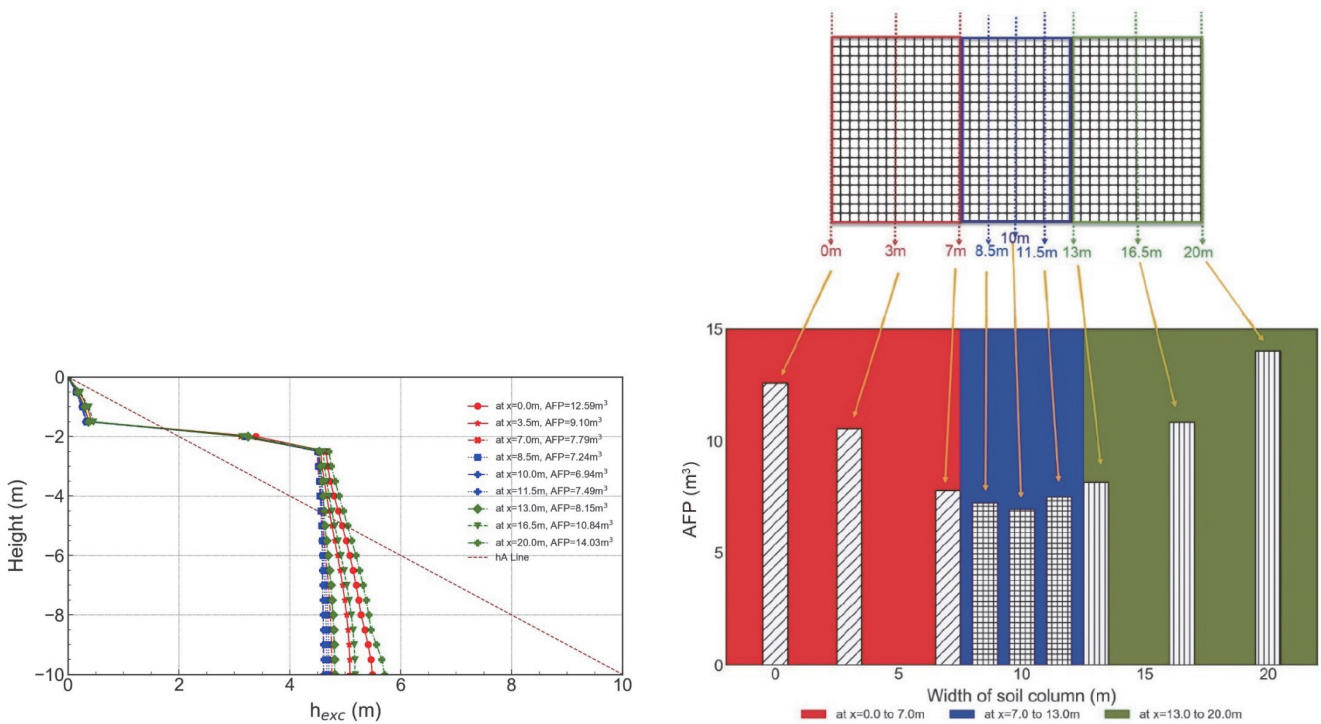 0
−2
−4
−6
−8
−10
Height (m)
0 2 4 6 8 10
h_exc (m)
at x=0.0m, AFP=12.59m³
at x=3.5m, AFP=9.10m³
at x=7.0m, AFP=7.79m³
at x=8.5m, AFP=7.24m³
at x=10.0m, AFP=6.94m³
at x=11.5m, AFP=7.49m³
at x=13.0m, AFP=8.15m³
at x=16.5m, AFP=10.84m³
at x=20.0m, AFP=14.03m³
hA Line
0m 3m 7m 8.5m 10m 11.5m 13m 16.5m 20m
15
10
5
0
AFP (m³)
0 5 10 15 20
Width of soil column (m)
at x=0.0 to 7.0m at x=7.0 to 13.0m at x=13.0 to 20.0m